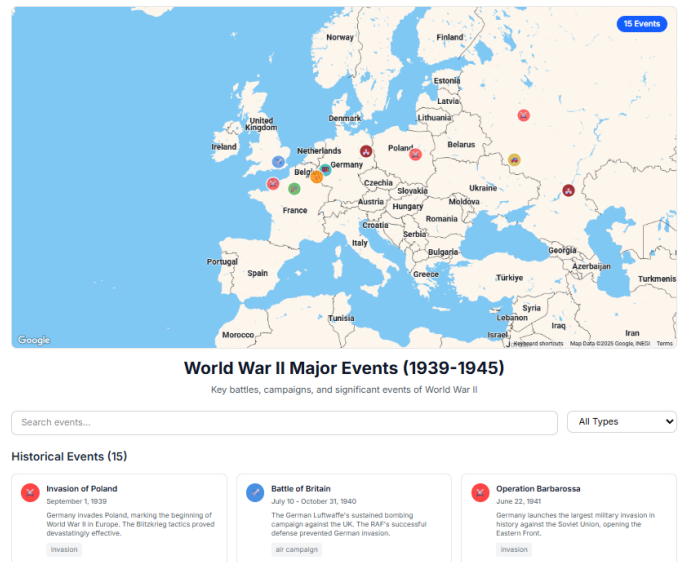 Norway
Finland
15 Events
Estonia
Latvia
Denmark
Lithuania
United
Kingdom
Ireland
Netherlands
Poland
Belarus
Germany
Czechia
Ukraine
Slovakia
Austria
Moldova
France
Hungary
Romania
Croatia
Serbia
Italy
Bulgaria
Georgia
Portugal
Spain
Greece
Türkiye
Azerbaijan
Turkmenis
Syria
Tunisia
Lebanon
Iraq
Iran
Morocco
Israel
Google
Keyboard shortcuts
Map Data ©2025 Google, INEGI
Terms
World War II Major Events (1939-1945)
Key battles, campaigns, and significant events of World War II
Search events...
All Types
Historical Events (15)
Invasion of Poland
September 1, 1939
Germany invades Poland, marking the beginning of
World War II in Europe. The Blitzkrieg tactics proved
devastatingly effective.
invasion
Battle of Britain
July 10 - October 31, 1940
The German Luftwaffe's sustained bombing
campaign against the UK. The RAF's successful
defense prevented German invasion.
air campaign
Operation Barbarossa
June 22, 1941
Germany launches the largest military invasion in
history against the Soviet Union, opening the
Eastern Front.
invasion